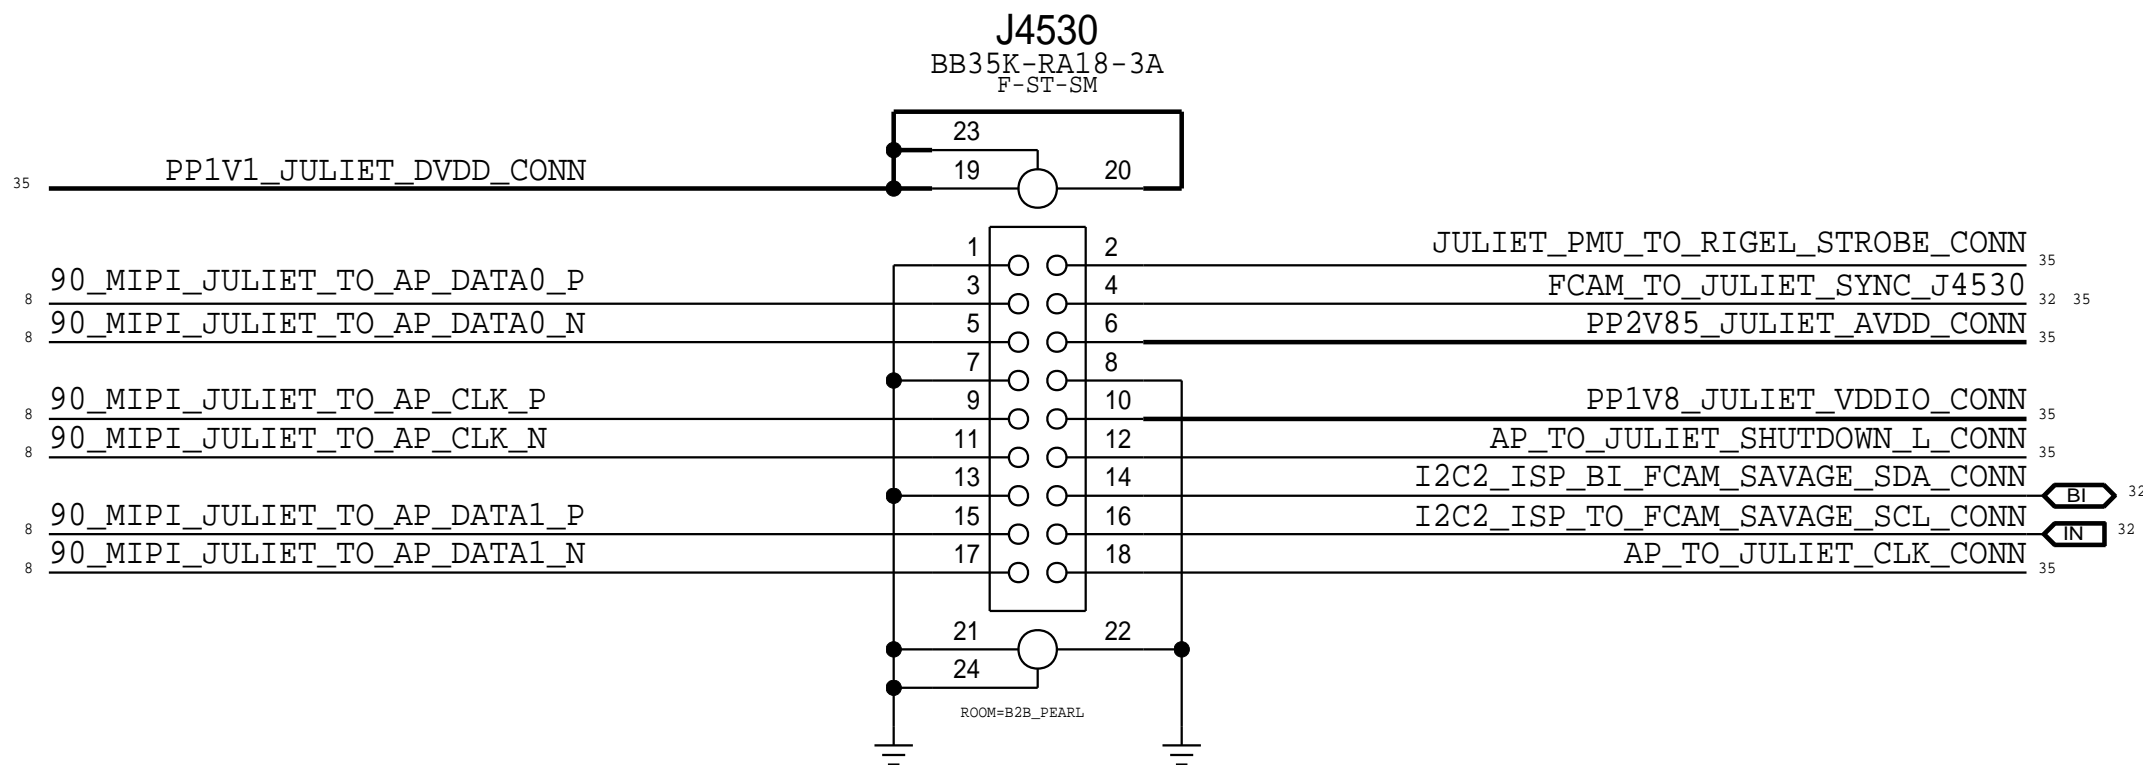 J4530
BB35K-RA18-3A
F-ST-SM
23
35 PP1V1_JULIET_DVDD_CONN 19 20
1 2 JULIET_PMU_TO_RIGEL_STROBE_CONN 35
8 90_MIPI_JULIET_TO_AP_DATA0_P 3 4 FCAM_TO_JULIET_SYNC_J4530 32 35
8 90_MIPI_JULIET_TO_AP_DATA0_N 5 6 PP2V85_JULIET_AVDD_CONN 35
7 8
8 90_MIPI_JULIET_TO_AP_CLK_P 9 10 PP1V8_JULIET_VDDIO_CONN 35
8 90_MIPI_JULIET_TO_AP_CLK_N 11 12 AP_TO_JULIET_SHUTDOWN_L_CONN 35
13 14 I2C2_ISP_BI_FCAM_SAVAGE_SDA_CONN BI 32
8 90_MIPI_JULIET_TO_AP_DATA1_P 15 16 I2C2_ISP_TO_FCAM_SAVAGE_SCL_CONN IN 32
8 90_MIPI_JULIET_TO_AP_DATA1_N 17 18 AP_TO_JULIET_CLK_CONN 35
21 22
24
ROOM=B2B_PEARL